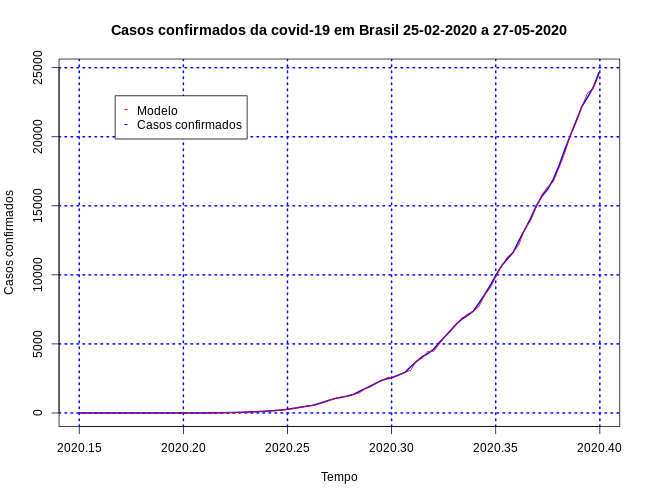 Casos confirmados da covid-19 em Brasil 25-02-2020 a 27-05-2020
25000
20000
15000
10000
5000
0
Casos confirmados
Modelo
Casos confirmados
2020.15 2020.20 2020.25 2020.30 2020.35 2020.40
Tempo